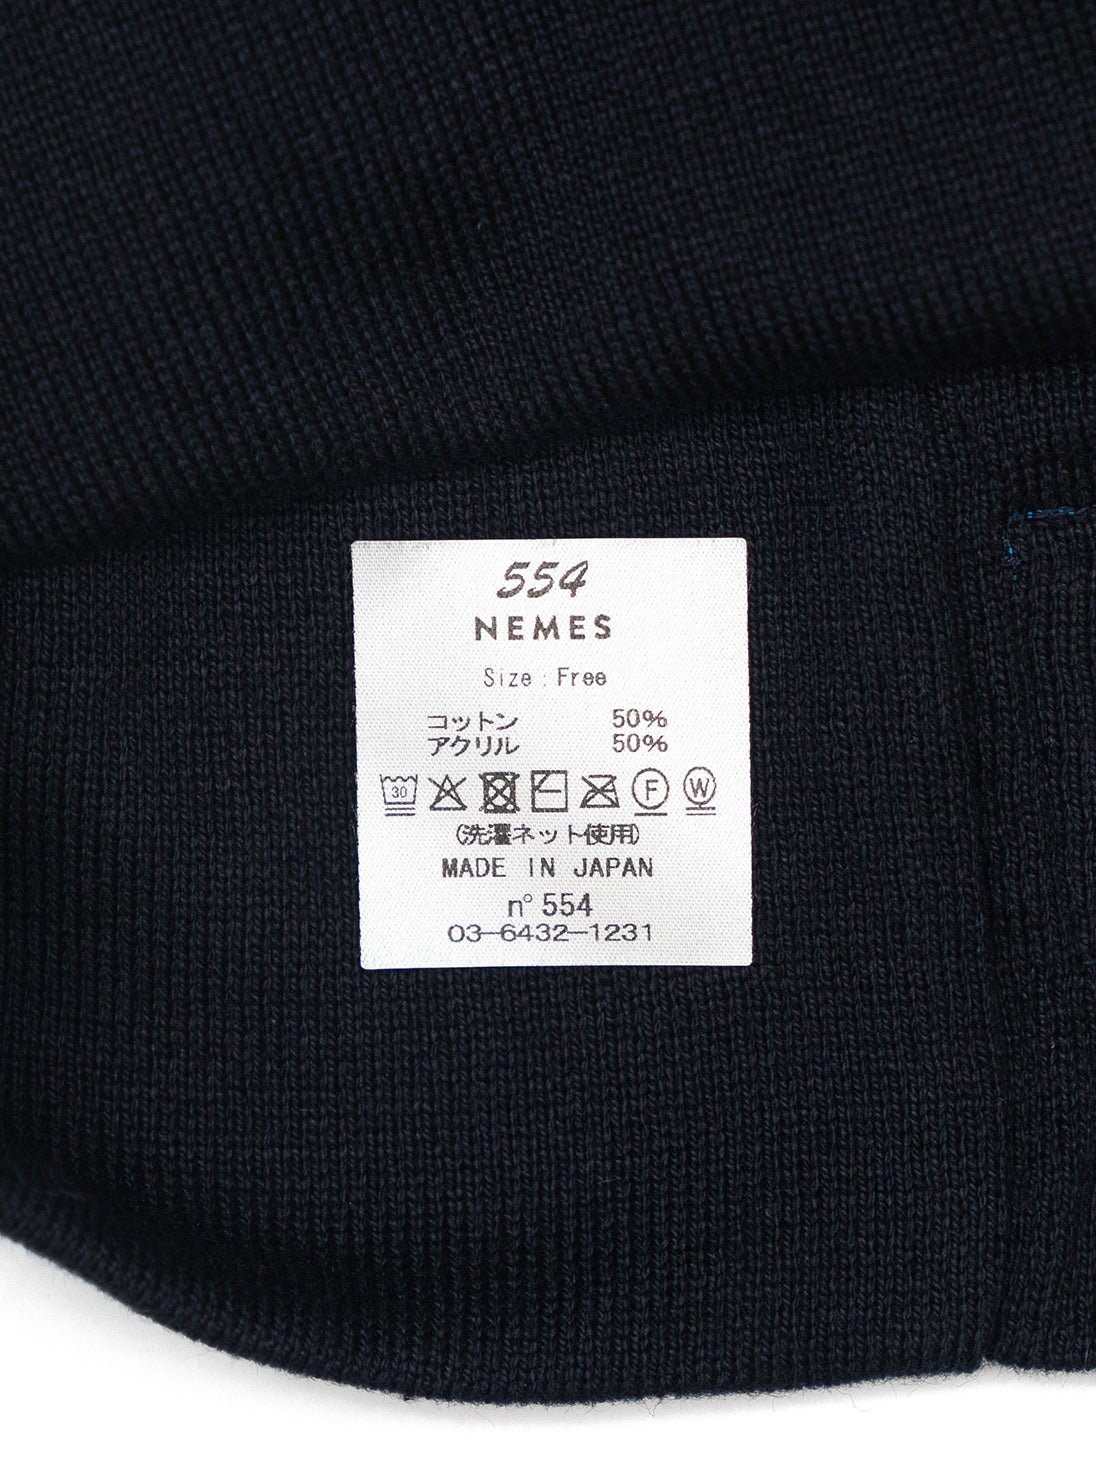 554
NEMES
Size : Free
コットン 50%
アクリル 50%
30 F W
(洗濯ネット使用)
MADE IN JAPAN
n° 554
03-6432-1231